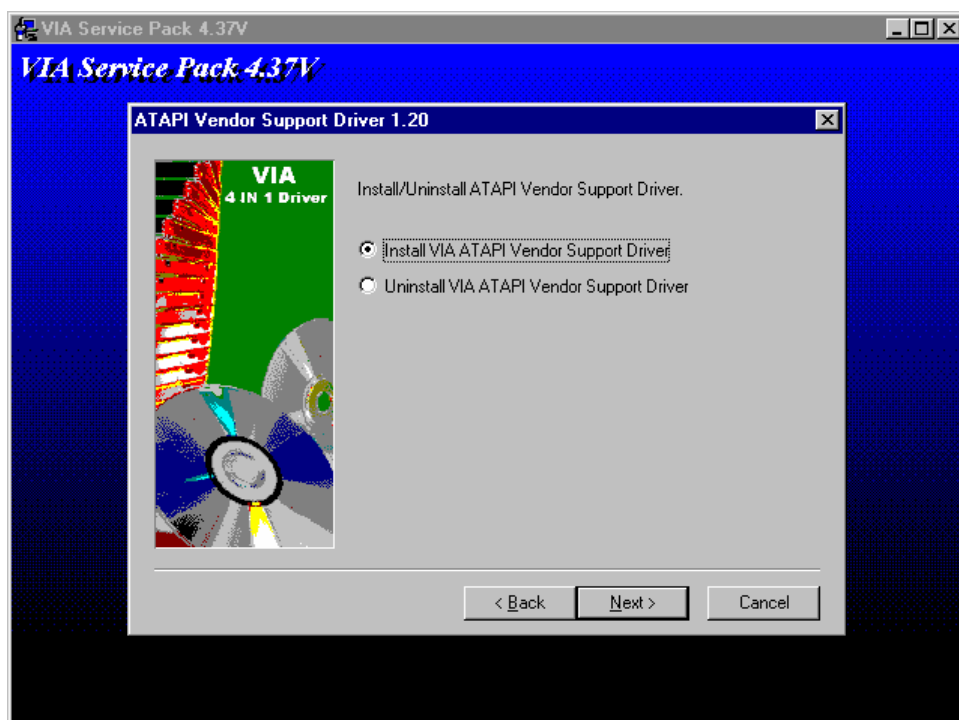 VIA Service Pack 4.37V
VIA Service Pack 4.37V
ATAPI Vendor Support Driver 1.20
VIA
4 IN 1 Driver
Install/Uninstall ATAPI Vendor Support Driver.
Install VIA ATAPI Vendor Support Driver
Uninstall VIA ATAPI Vendor Support Driver
< Back Next > Cancel